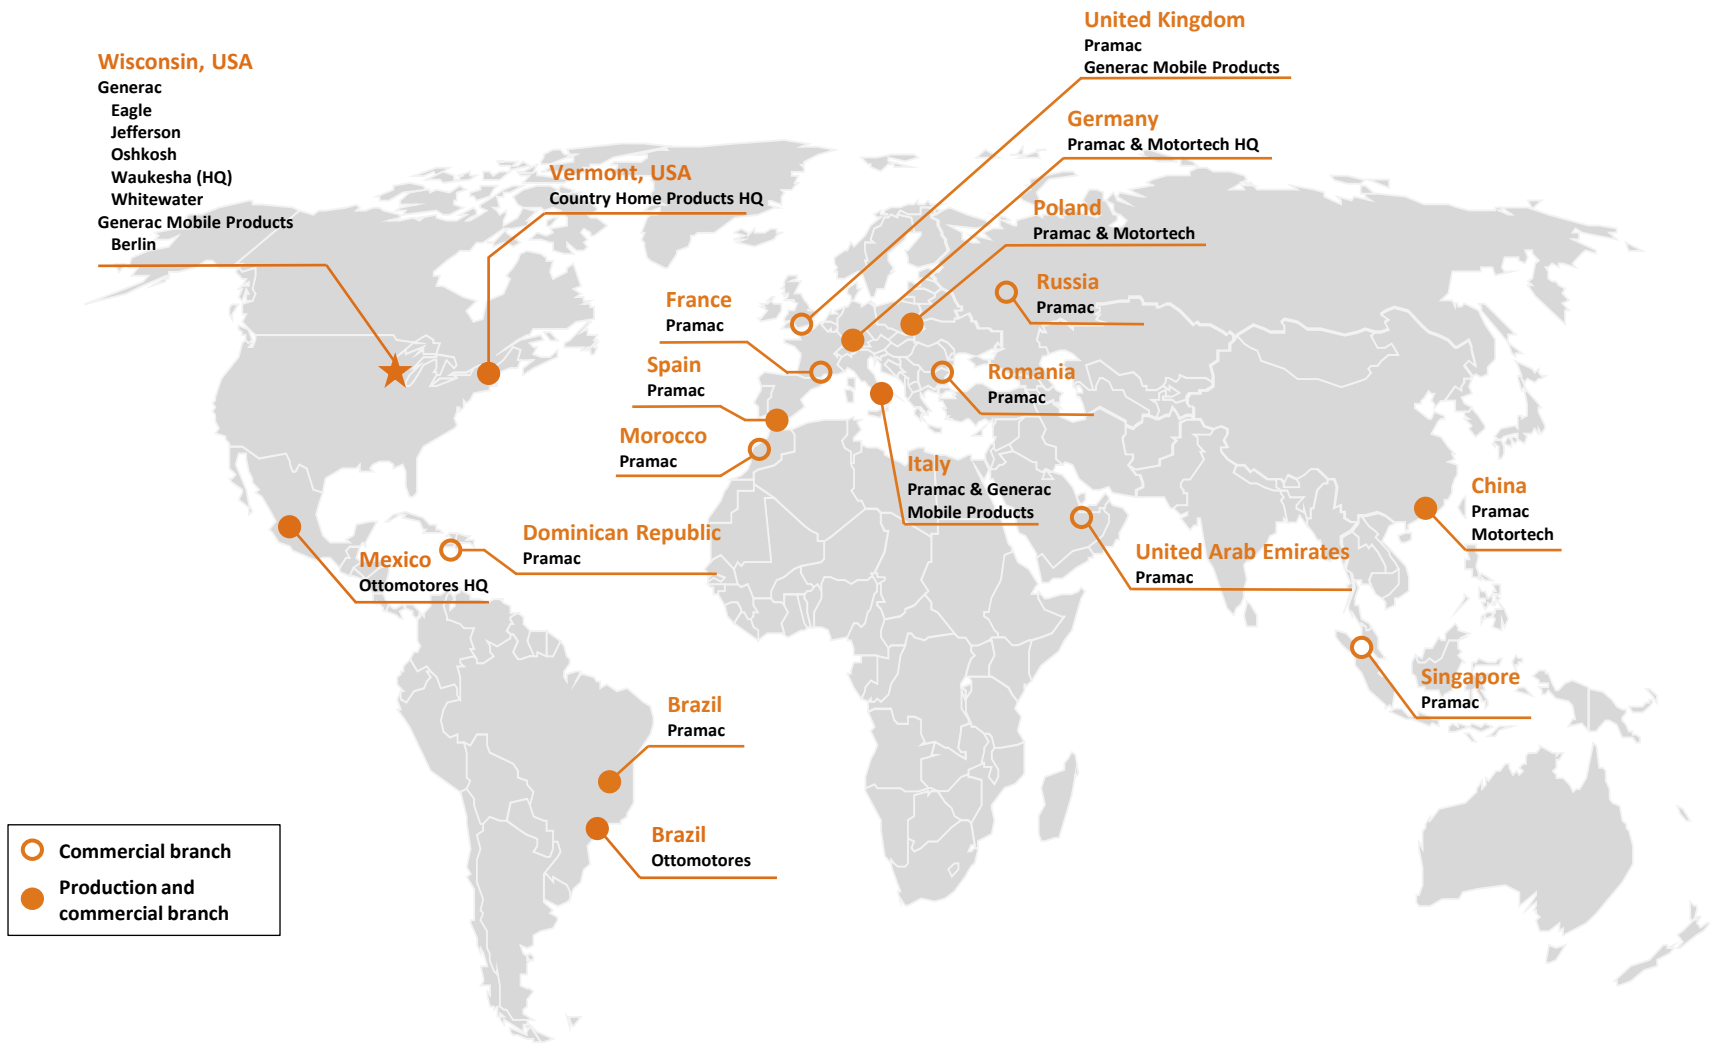 United Kingdom
Pramac
Generac Mobile Products
Wisconsin, USA
Generac
Eagle
Jefferson
Oshkosh
Waukesha (HQ)
Whitewater
Generac Mobile Products
Berlin
Germany
Pramac & Motortech HQ
Vermont, USA
Country Home Products HQ
Poland
Pramac & Motortech
Russia
Pramac
France
Pramac
Spain
Pramac
Romania
Pramac
Morocco
Pramac
Italy
Pramac & Generac
Mobile Products
China
Pramac
Motortech
Dominican Republic
Pramac
Mexico
Ottomotores HQ
United Arab Emirates
Pramac
Singapore
Pramac
Brazil
Pramac
Brazil
Ottomotores
Commercial branch
Production and
commercial branch